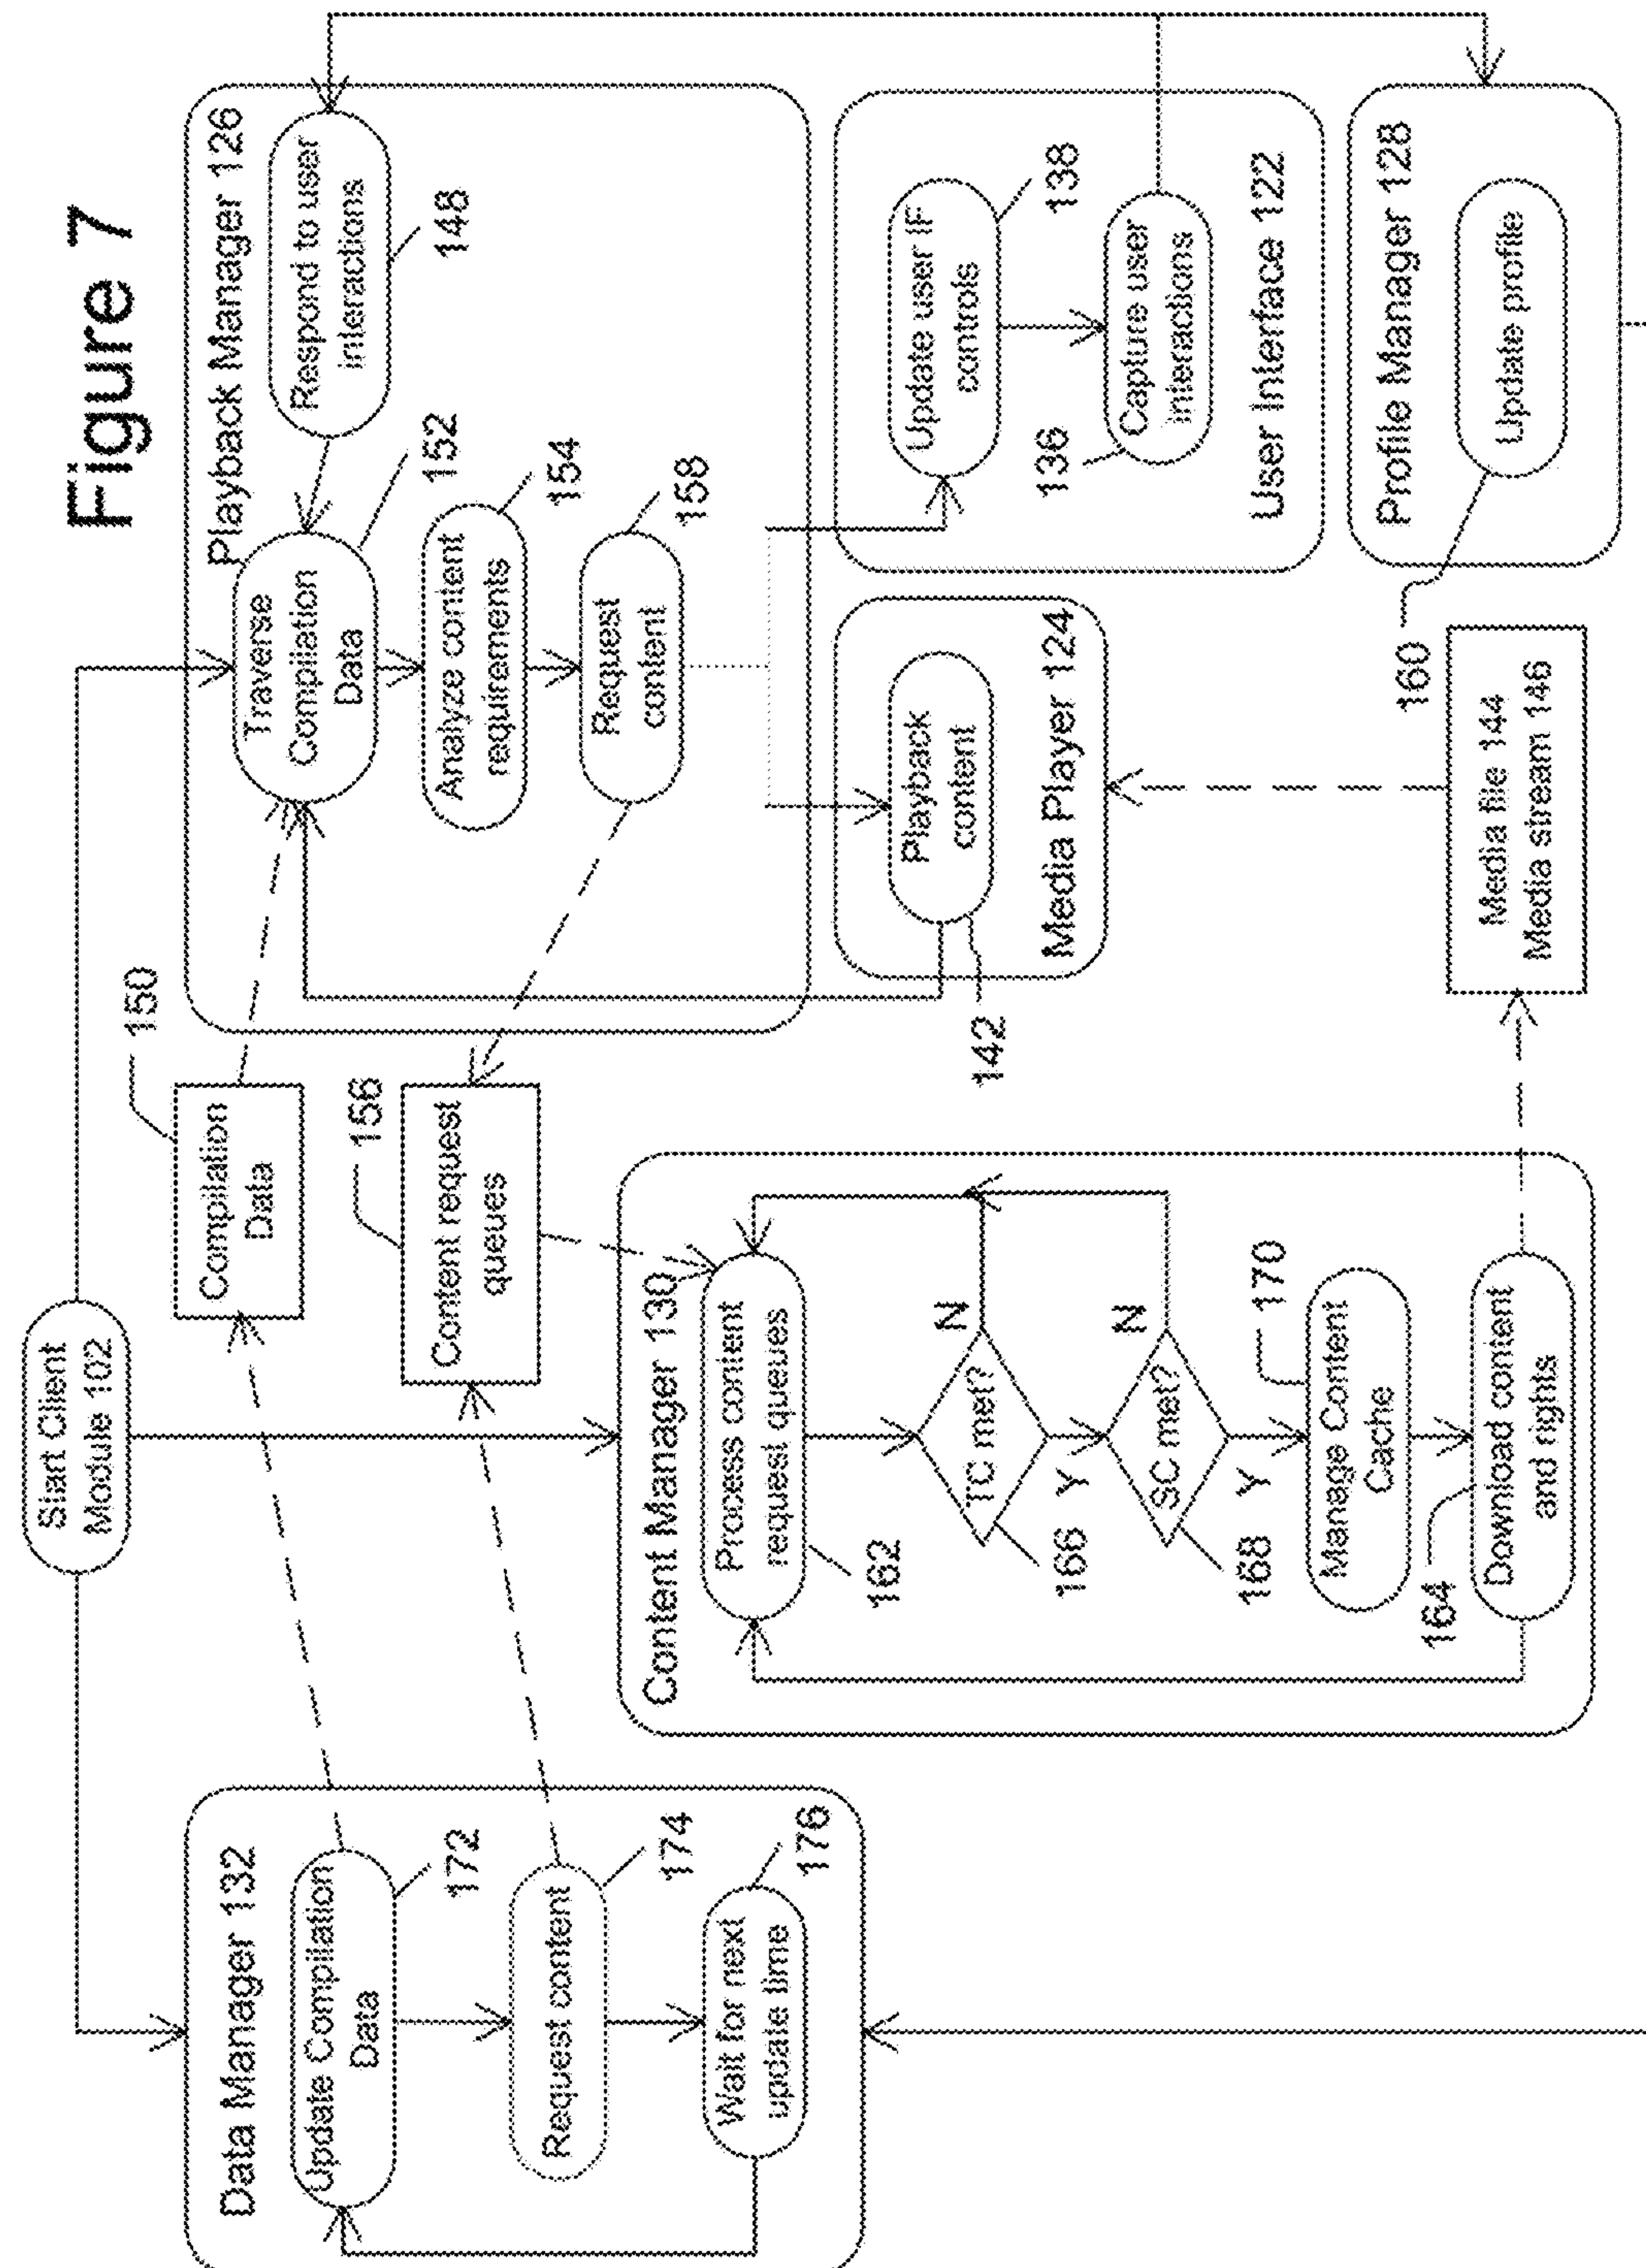 Figure 7
Start Client
Module 102
Data Manager 132
Update Compilation
Data
172
Request content
174
Wait for next
update time
176
Compilation
Data
150
Content request
queues
156
Content Manager 130
Process content
request queues
162
TC met?
N
Y
166
SC met?
N
Y
168
Manage Content
Cache
170
Download content
and rights
164
Playback Manager 126
Traverse
Compilation
Data
152
Respond to user
interactions
148
Analyze content
requirements
154
Request
content
158
Playback
content
142
Media Player 124
Update user IF
controls
138
Capture user
interactions
136
User Interface 122
Media file 144
Media stream 146
Profile Manager 128
Update profile
160